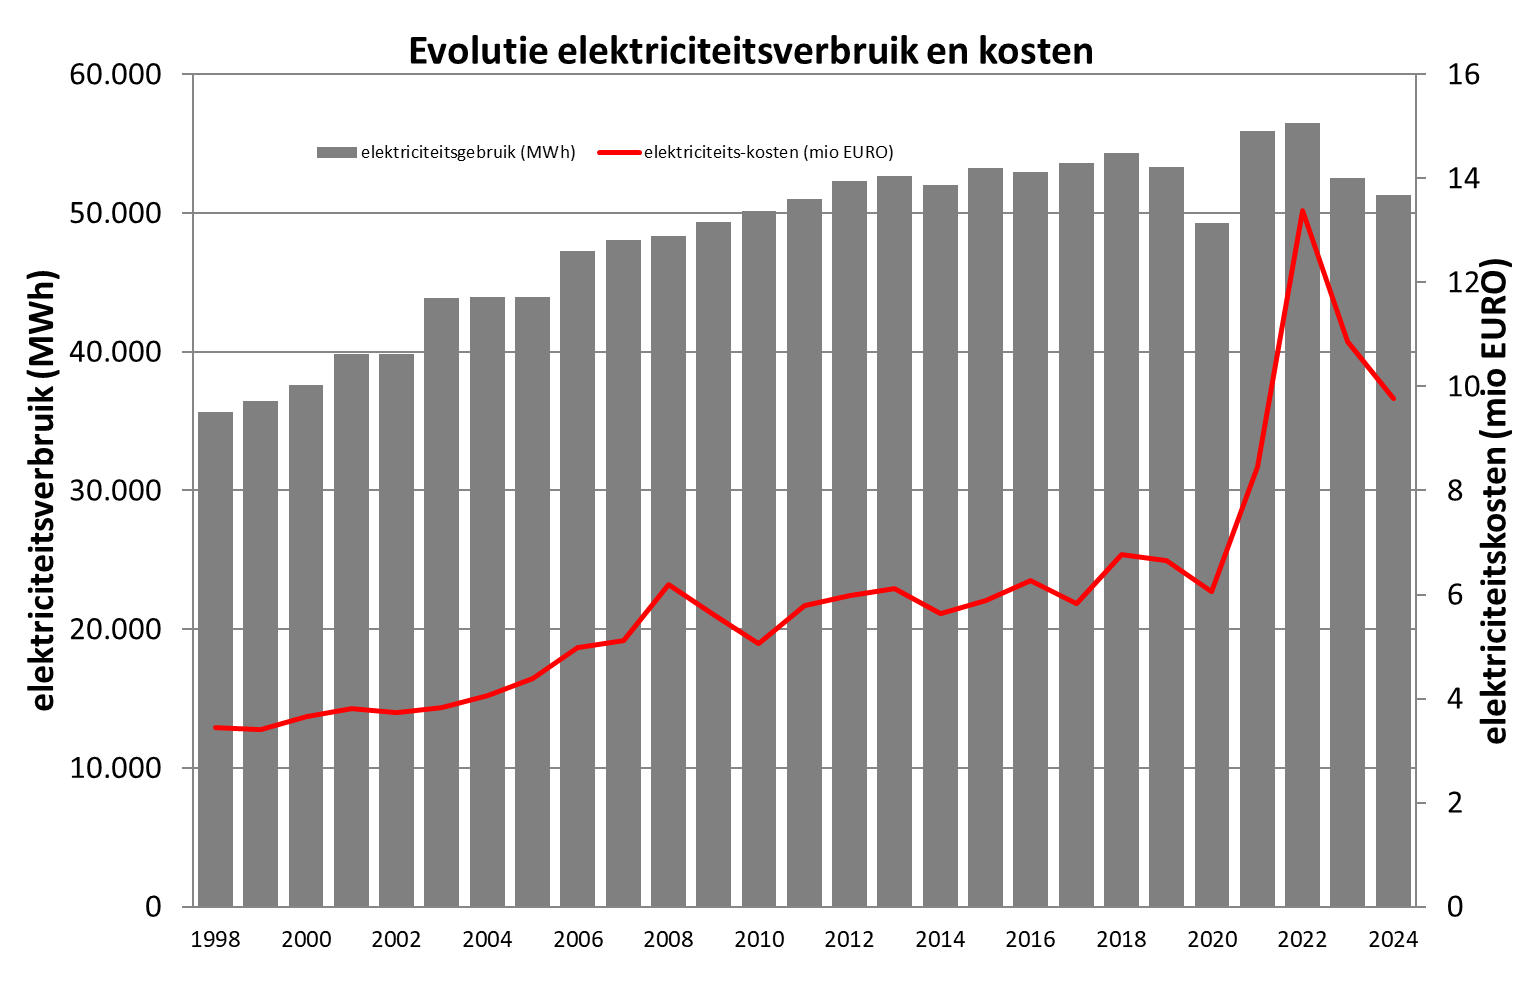 Evolutie elektriciteitsverbruik en kosten
elektriciteitsgebruik (MWh)
elektriciteits-kosten (mio EURO)
elektriciteitsverbruik (MWh)
60.000
50.000
40.000
30.000
20.000
10.000
0
16
14
12
10
8
6
4
2
0
elektriciteitskosten (mio EURO)
1998 2000 2002 2004 2006 2008 2010 2012 2014 2016 2018 2020 2022 2024